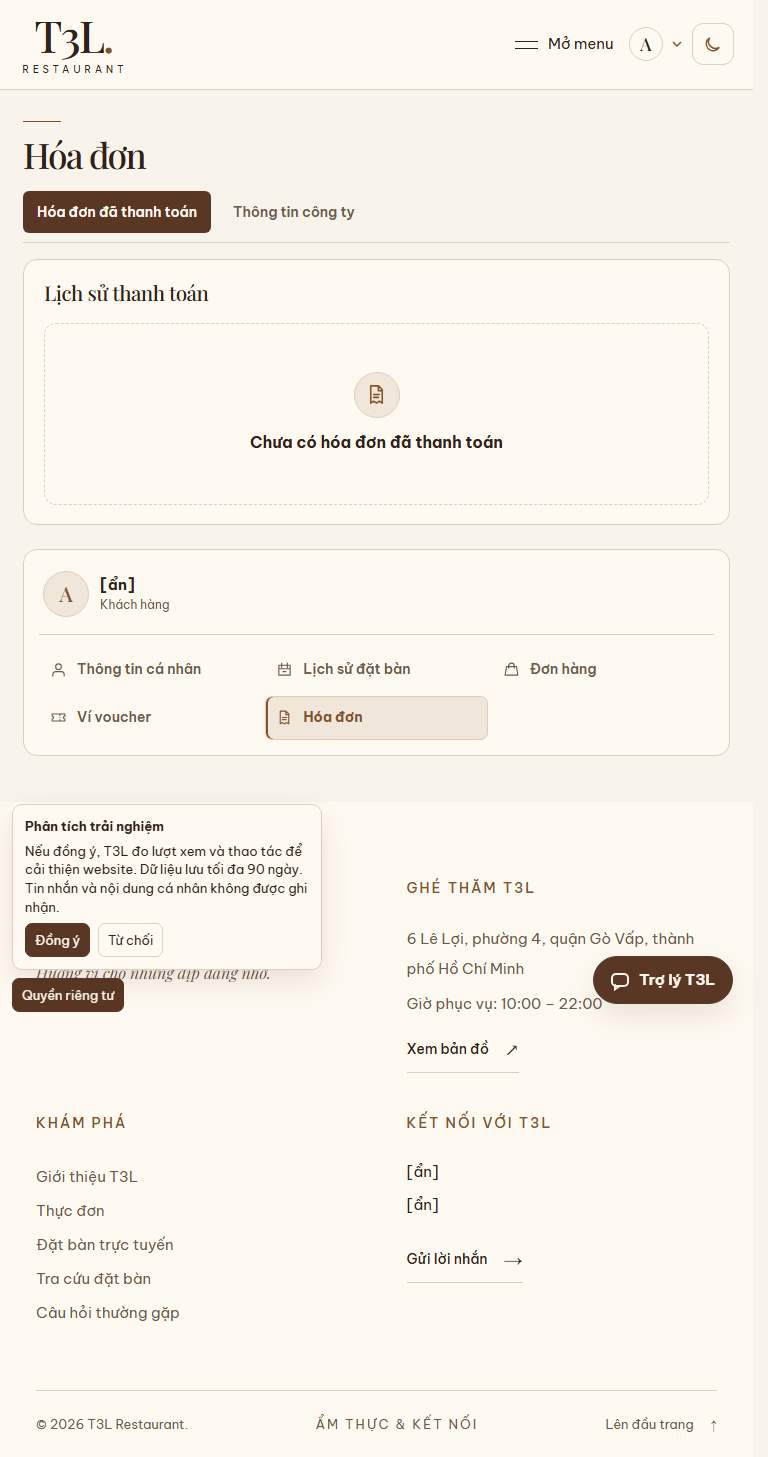 T3L.
RESTAURANT
Mở menu
A
Hóa đơn
Hóa đơn đã thanh toán
Thông tin công ty
Lịch sử thanh toán
Chưa có hóa đơn đã thanh toán
A
[ẩn]
Khách hàng
Thông tin cá nhân
Lịch sử đặt bàn
Đơn hàng
Ví voucher
Hóa đơn
Phân tích trải nghiệm
Nếu đồng ý, T3L đo lượt xem và thao tác để
cải thiện website. Dữ liệu lưu tối đa 90 ngày.
Tin nhắn và nội dung cá nhân không được ghi
nhận.
Đồng ý
Từ chối
Hương vị cho những dịp đáng nhớ.
Quyền riêng tư
GHÉ THĂM T3L
6 Lê Lợi, phường 4, quận Gò Vấp, thành
phố Hồ Chí Minh
Giờ phục vụ: 10:00 – 22:00
Trợ lý T3L
Xem bản đồ ↗
KHÁM PHÁ
Giới thiệu T3L
Thực đơn
Đặt bàn trực tuyến
Tra cứu đặt bàn
Câu hỏi thường gặp
KẾT NỐI VỚI T3L
[ẩn]
[ẩn]
Gửi lời nhắn →
© 2026 T3L Restaurant.
ẨM THỰC & KẾT NỐI
Lên đầu trang ↑